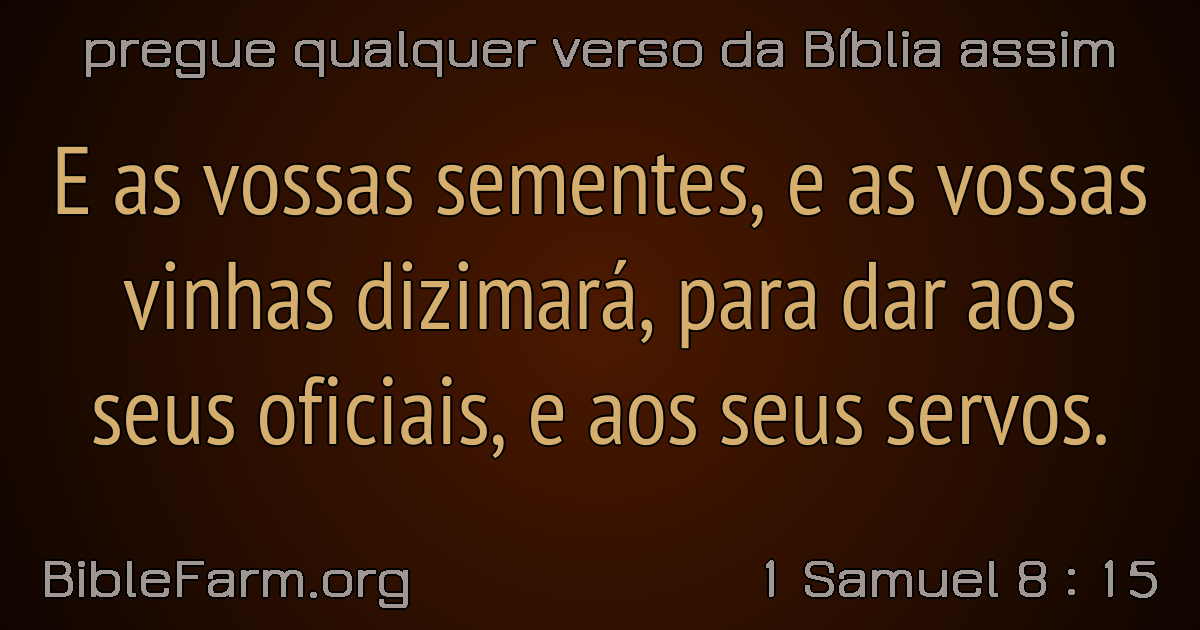 pregue qualquer verso da Bíblia assim
E as vossas sementes, e as vossas
vinhas dizimará, para dar aos
seus oficiais, e aos seus servos.
BibleFarm.org
1 Samuel 8 : 15